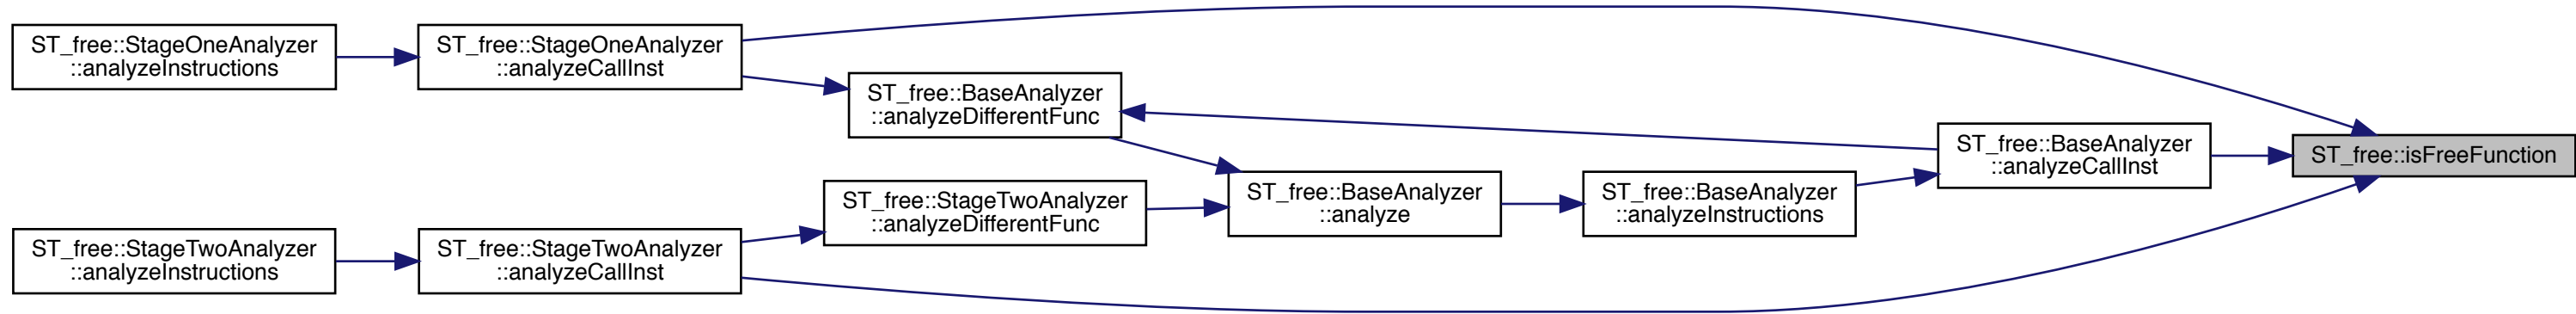 ST_free::StageOneAnalyzer
::analyzeInstructions
ST_free::StageOneAnalyzer
::analyzeCallInst
ST_free::BaseAnalyzer
::analyzeDifferentFunc
ST_free::BaseAnalyzer
::analyzeCallInst
ST_free::isFreeFunction
ST_free::StageTwoAnalyzer
::analyzeDifferentFunc
ST_free::BaseAnalyzer
::analyze
ST_free::BaseAnalyzer
::analyzeInstructions
ST_free::StageTwoAnalyzer
::analyzeInstructions
ST_free::StageTwoAnalyzer
::analyzeCallInst